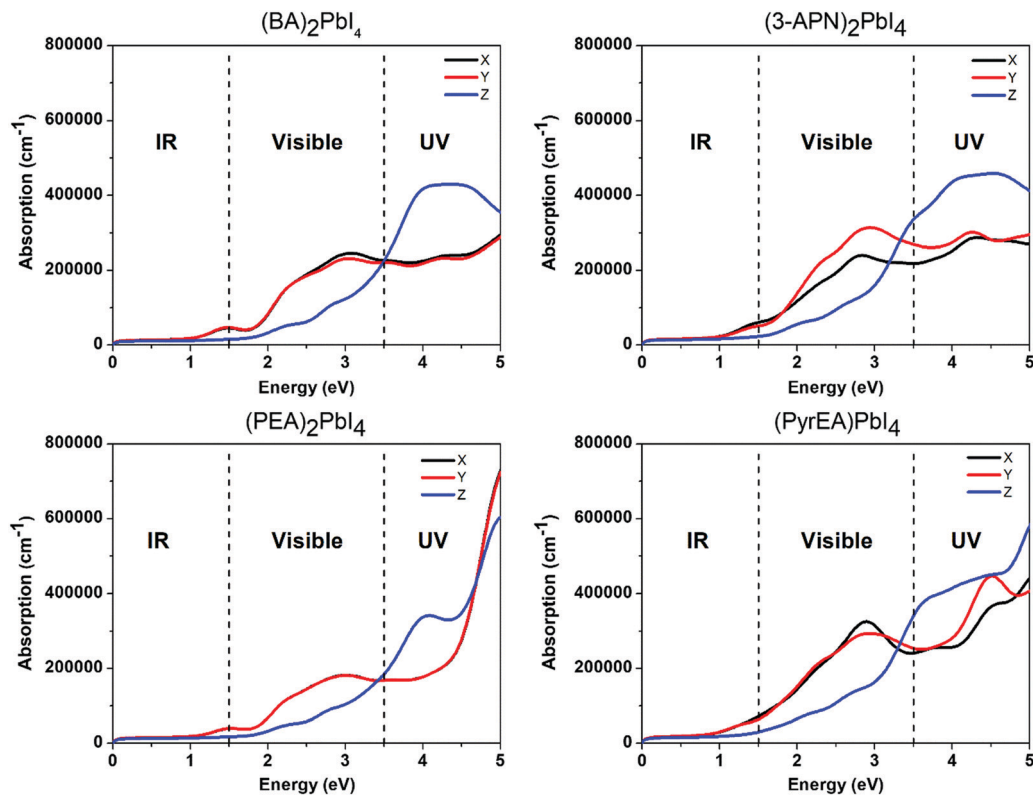 (BA)₂PbI₄
800000
600000
400000
200000
0
Absorption (cm⁻¹)
X
Y
Z
IR
Visible
UV
0 1 2 3 4 5
Energy (eV)
(3-APN)₂PbI₄
800000
600000
400000
200000
0
Absorption (cm⁻¹)
X
Y
Z
IR
Visible
UV
0 1 2 3 4 5
Energy (eV)
(PEA)₂PbI₄
800000
600000
400000
200000
0
Absorption (cm⁻¹)
X
Y
Z
IR
Visible
UV
0 1 2 3 4 5
Energy (eV)
(PyrEA)PbI₄
800000
600000
400000
200000
0
Absorption (cm⁻¹)
X
Y
Z
IR
Visible
UV
0 1 2 3 4 5
Energy (eV)